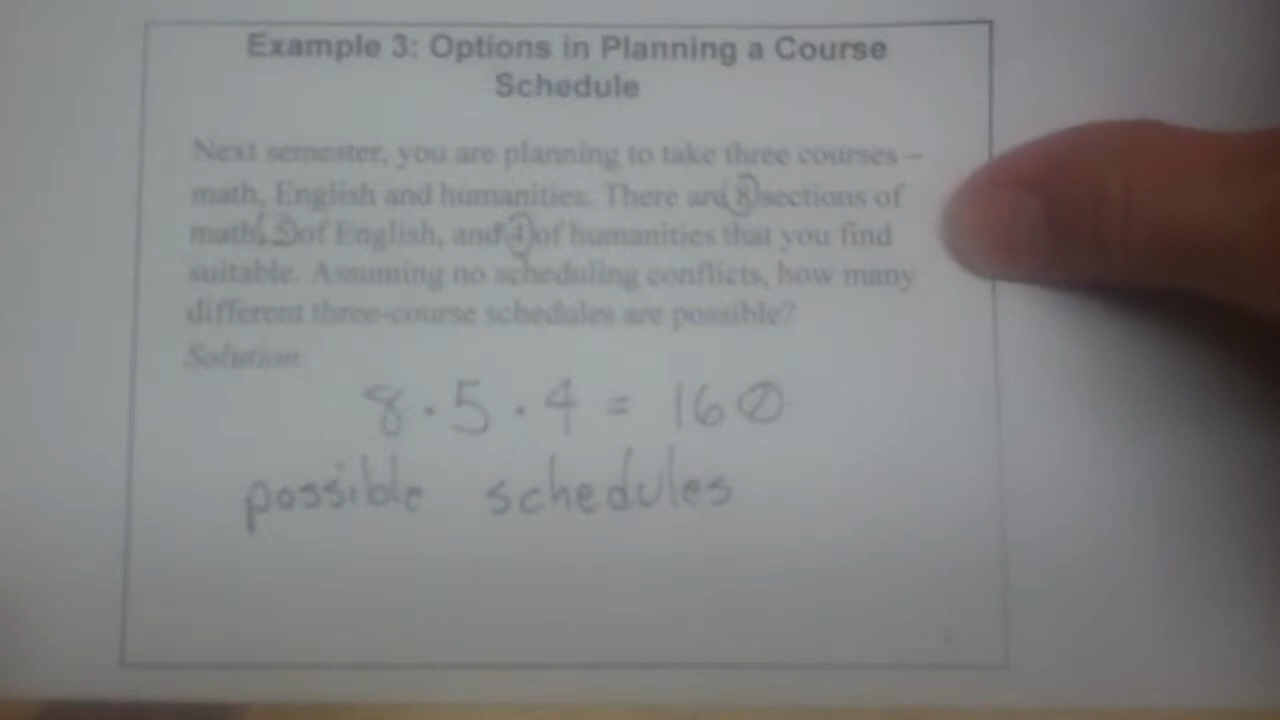 Example 3: Options in Planning a Course
Schedule
Next semester, you are planning to take three courses –
math, English and humanities. There are 8 sections of
math, 5 of English, and 4 of humanities that you find
suitable. Assuming no scheduling conflicts, how many
different three-course schedules are possible?
Solution
8 · 5 · 4 = 160
possible schedules